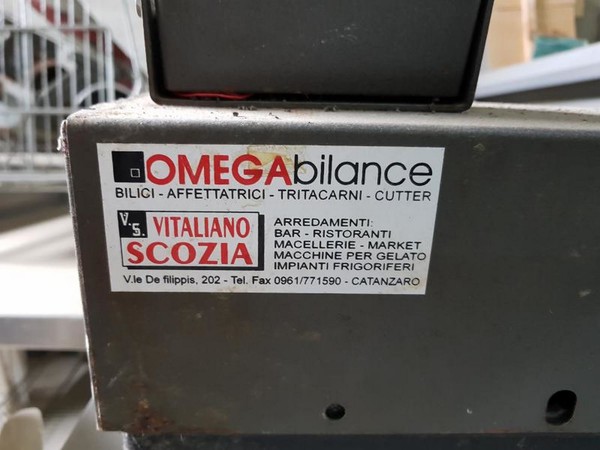 OMEGAbilance
BILICI - AFFETTATRICI - TRITACARNI - CUTTER
V.S. VITALIANO
SCOZIA
ARREDAMENTI:
BAR - RISTORANTI
MACELLERIE - MARKET
MACCHINE PER GELATO
IMPIANTI FRIGORIFERI
V.le De filippis, 202 - Tel. Fax 0961/771590 - CATANZARO